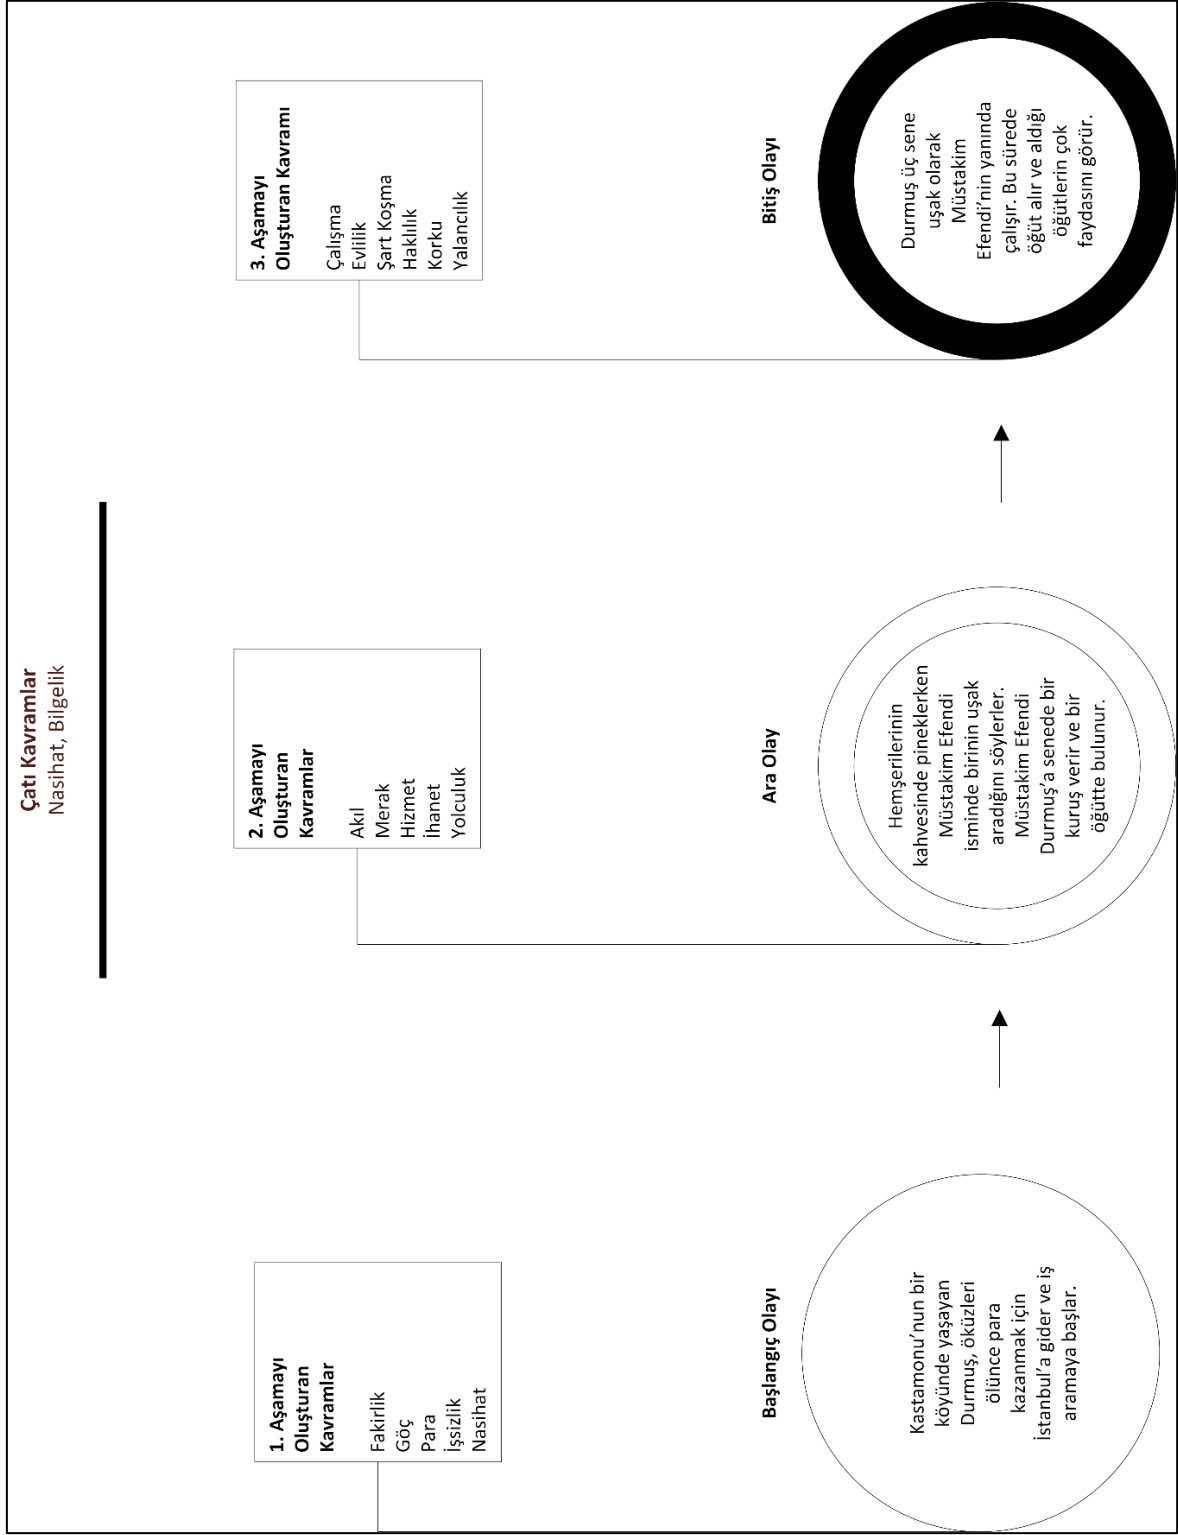 Çatı Kavramlar
Nasihat, Bilgelik
1. Aşamayı
Oluşturan
Kavramlar
Fakirlik
Göç
Para
İşsizlik
Nasihat
2. Aşamayı
Oluşturan
Kavramlar
Akıl
Merak
Hizmet
İhanet
Yolculuk
3. Aşamayı
Oluşturan Kavramı
Çalışma
Evlilik
Şart Koşma
Haklılık
Korku
Yalancılık
Başlangıç Olayı
Kastamonu’nun bir
köyünde yaşayan
Durmuş, öküzleri
ölünce para
kazanmak için
İstanbul’a gider ve iş
aramaya başlar.
Ara Olay
Hemşerilerinin
kahvesinde pineklerken
Müstakim Efendi
isminde birinin uşak
aradığını söylerler.
Müstakim Efendi
Durmuş’a senede bir
kuruş verir ve bir
öğütte bulunur.
Bitiş Olayı
Durmuş üç sene
uşak olarak
Müstakim
Efendi’nin yanında
çalışır. Bu sürede
öğüt alır ve aldığı
öğütlerin çok
faydasını görür.